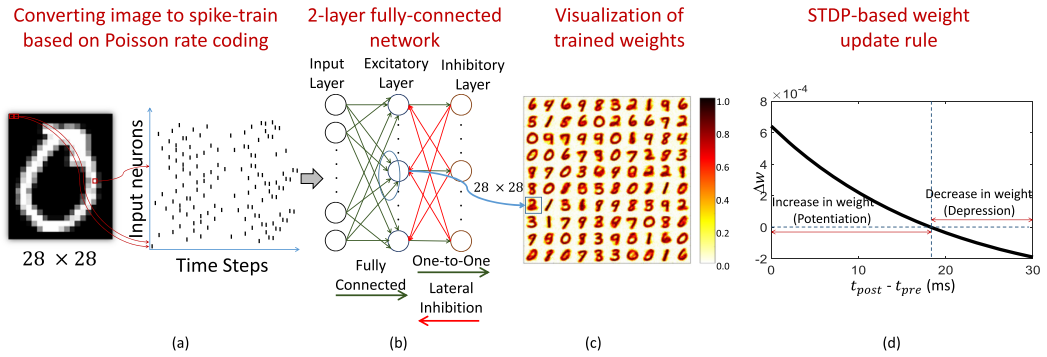 Converting image to spike-train
based on Poisson rate coding
28 × 28
Input neurons
Time Steps
(a)
2-layer fully-connected
network
Input
Layer
Excitatory
Layer
Inhibitory
Layer
28 × 28
Fully
Connected
One-to-One
Lateral
Inhibition
(b)
Visualization of
trained weights
1.0
0.8
0.6
0.4
0.2
0.0
(c)
STDP-based weight
update rule
×10⁻⁴
8
6
4
2
0
-2
Δw
Increase in weight
(Potentiation)
Decrease in weight
(Depression)
0
10
20
30
t_post - t_pre (ms)
(d)